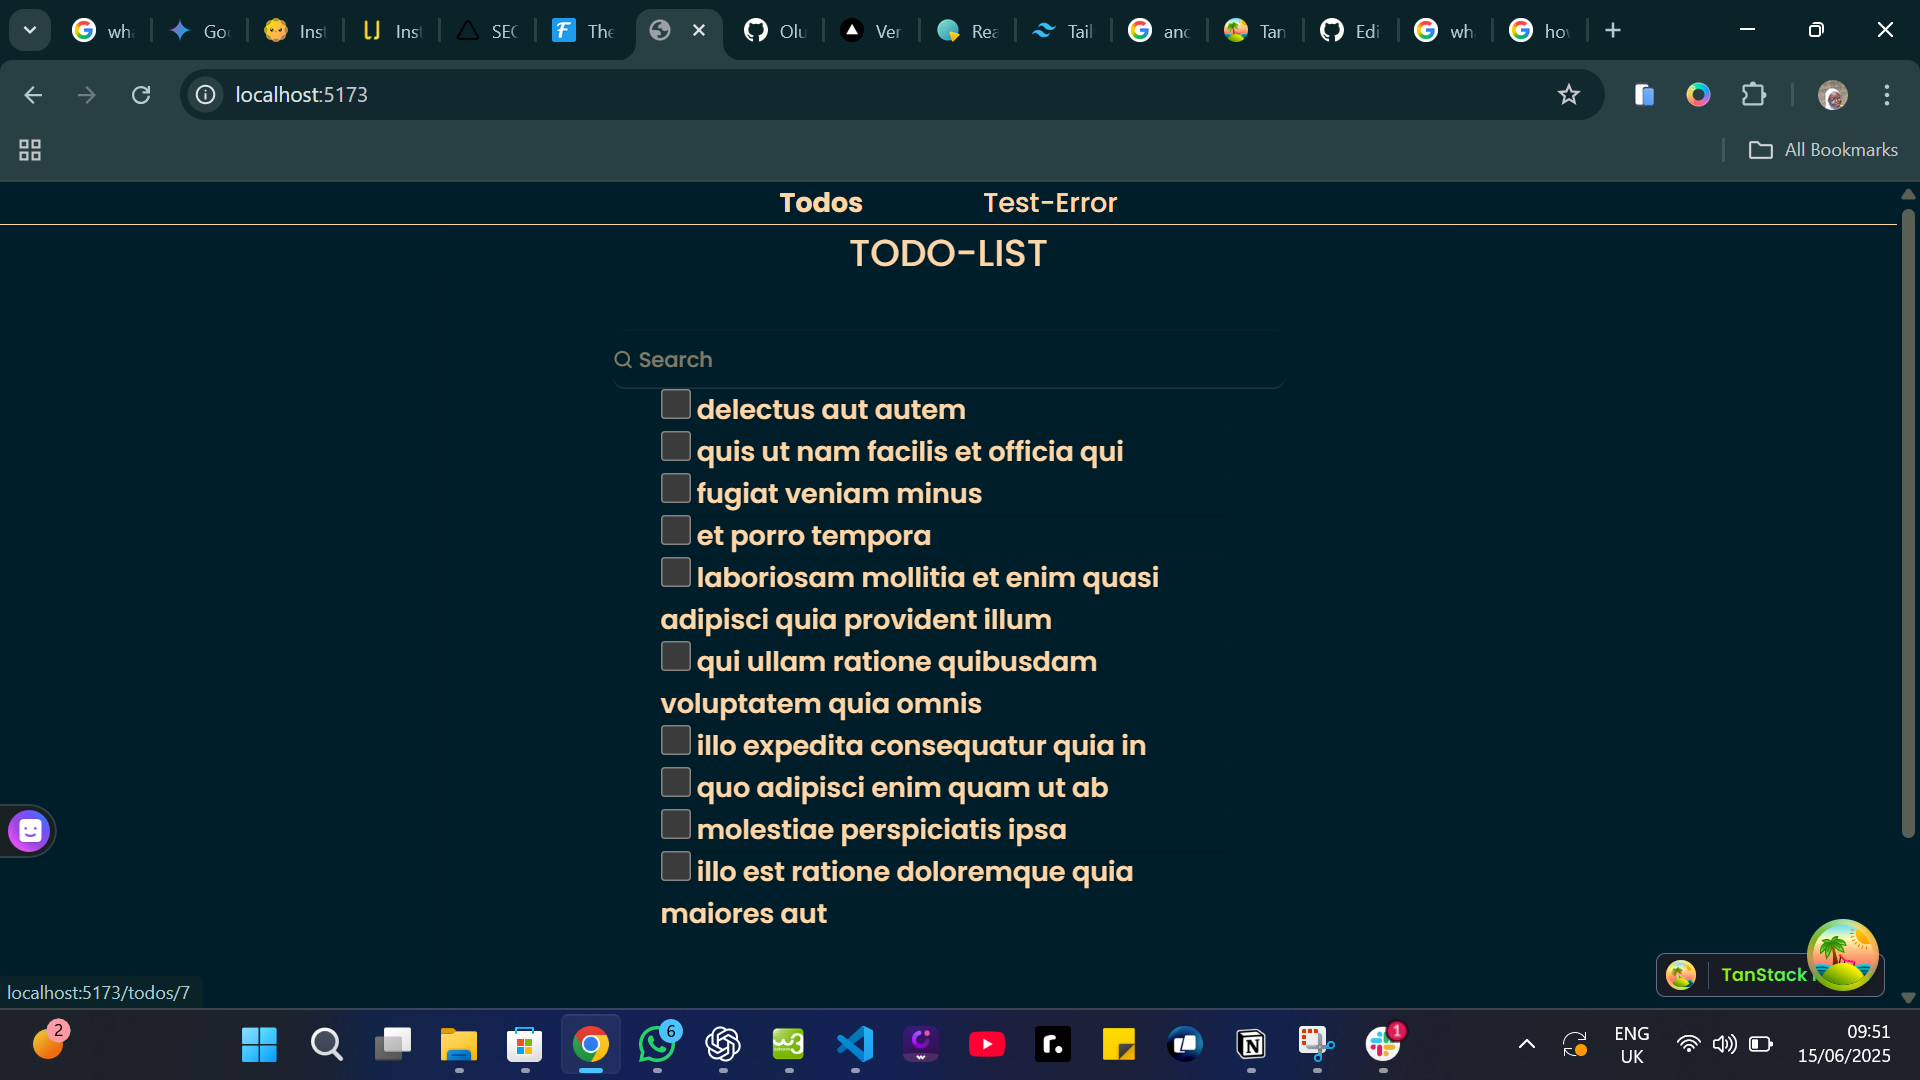 wh
Goo
Inst
Inst
SEO
The
Olu
Ver
Rea
Tail
and
Tan
Edi
wh
ho
localhost:5173
All Bookmarks
Todos
Test-Error
TODO-LIST
Search
delectus aut autem
quis ut nam facilis et officia qui
fugiat veniam minus
et porro tempora
laboriosam mollitia et enim quasi
adipisci quia provident illum
qui ullam ratione quibusdam
voluptatem quia omnis
illo expedita consequatur quia in
quo adipisci enim quam ut ab
molestiae perspiciatis ipsa
illo est ratione doloremque quia
maiores aut
TanStack
localhost:5173/todos/7
2
6
1
ENG
UK
09:51
15/06/2025